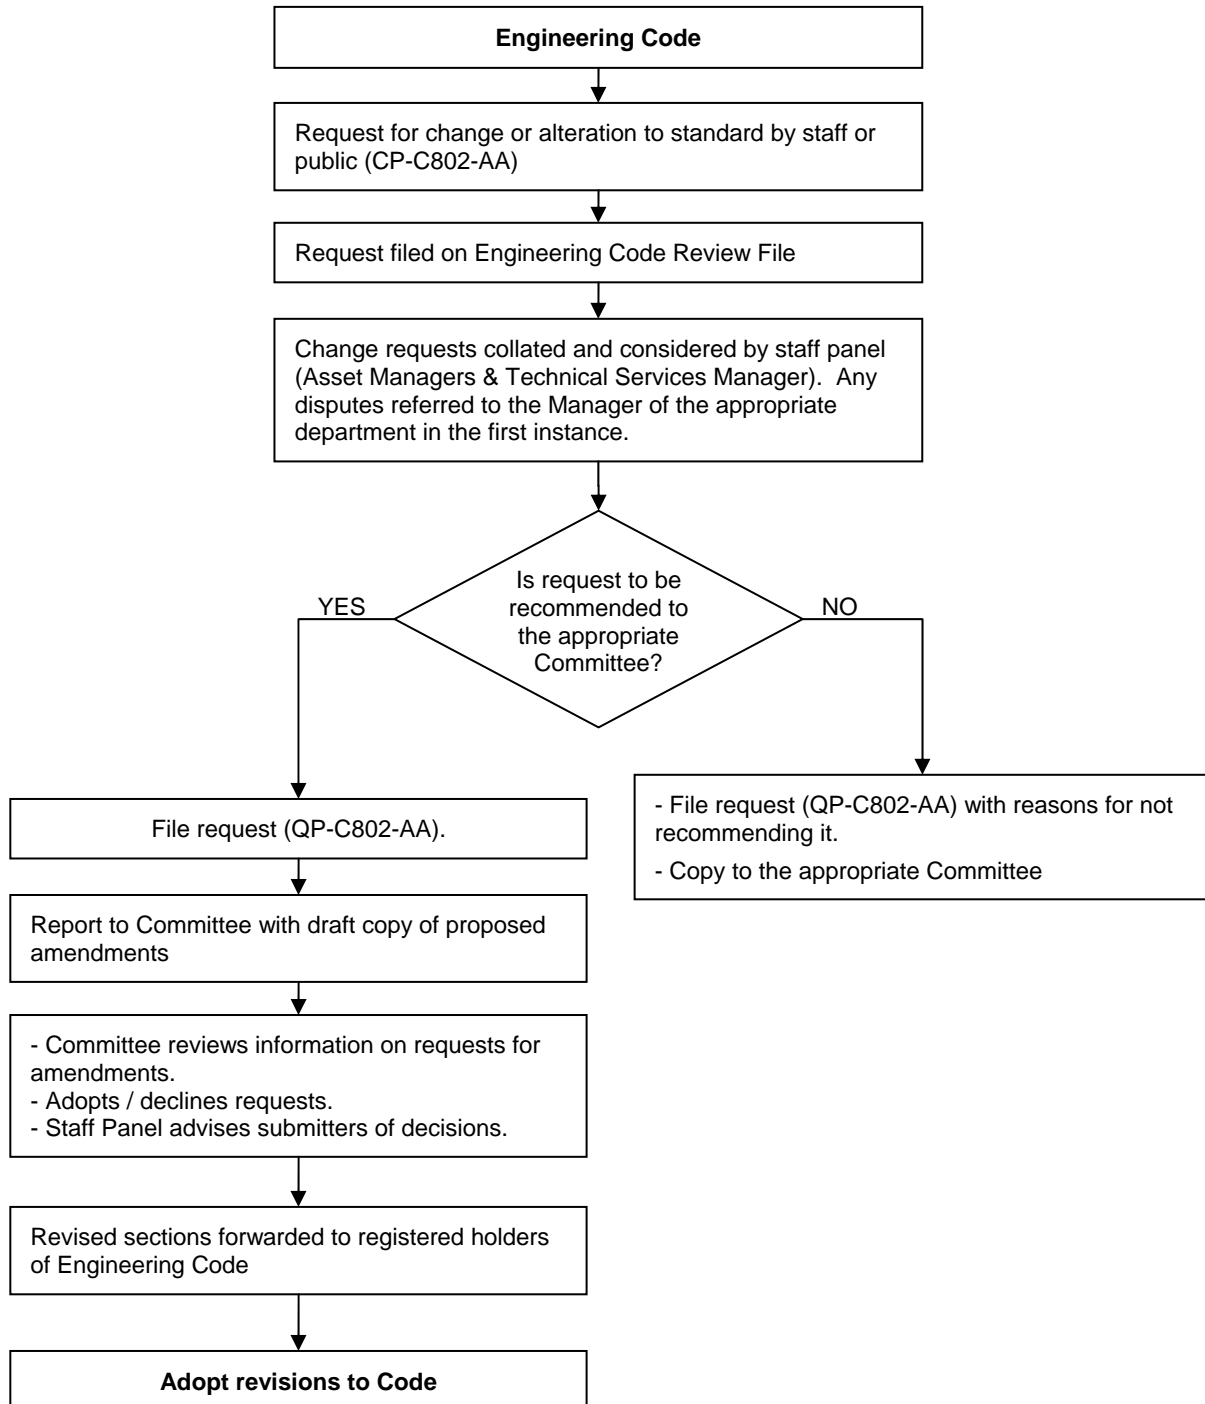 Engineering Code
Request for change or alteration to standard by staff or
public (CP-C802-AA)
Request filed on Engineering Code Review File
Change requests collated and considered by staff panel
(Asset Managers & Technical Services Manager).  Any
disputes referred to the Manager of the appropriate
department in the first instance.
Is request to be
recommended to
the appropriate
Committee?
YES
NO
File request (QP-C802-AA).
- File request (QP-C802-AA) with reasons for not
recommending it.
- Copy to the appropriate Committee
Report to Committee with draft copy of proposed
amendments
- Committee reviews information on requests for
amendments.
- Adopts / declines requests.
- Staff Panel advises submitters of decisions.
Revised sections forwarded to registered holders
of Engineering Code
Adopt revisions to Code